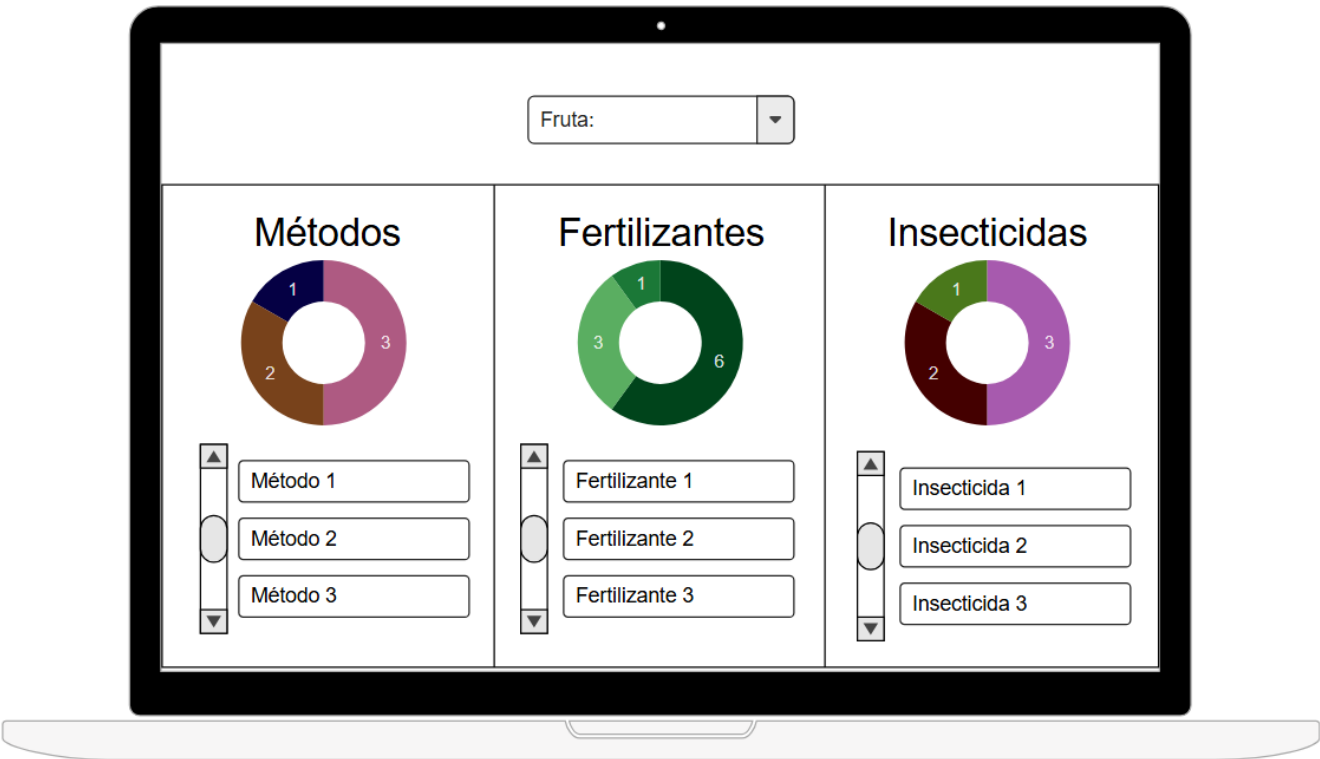 Fruta:
Métodos
1
3
2
Método 1
Método 2
Método 3
Fertilizantes
1
3
6
Fertilizante 1
Fertilizante 2
Fertilizante 3
Insecticidas
1
3
2
Insecticida 1
Insecticida 2
Insecticida 3